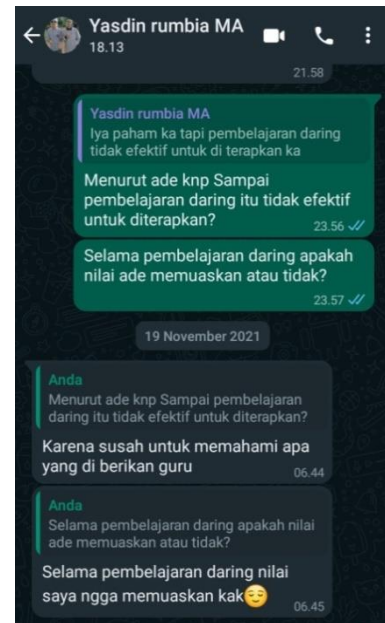 Yasdin rumbia MA
18.13
21.58
Yasdin rumbia MA
Iya paham ka tapi pembelajaran daring
tidak efektif untuk di terapkan ka
Menurut ade knp Sampai
pembelajaran daring itu tidak efektif
untuk diterapkan?
23.56
Selama pembelajaran daring apakah
nilai ade memuaskan atau tidak?
23.57
19 November 2021
Anda
Menurut ade knp Sampai pembelajaran
daring itu tidak efektif untuk diterapkan?
Karena susah untuk memahami apa
yang di berikan guru
06.44
Anda
Selama pembelajaran daring apakah nilai
ade memuaskan atau tidak?
Selama pembelajaran daring nilai
saya ngga memuaskan kak😌
06.45